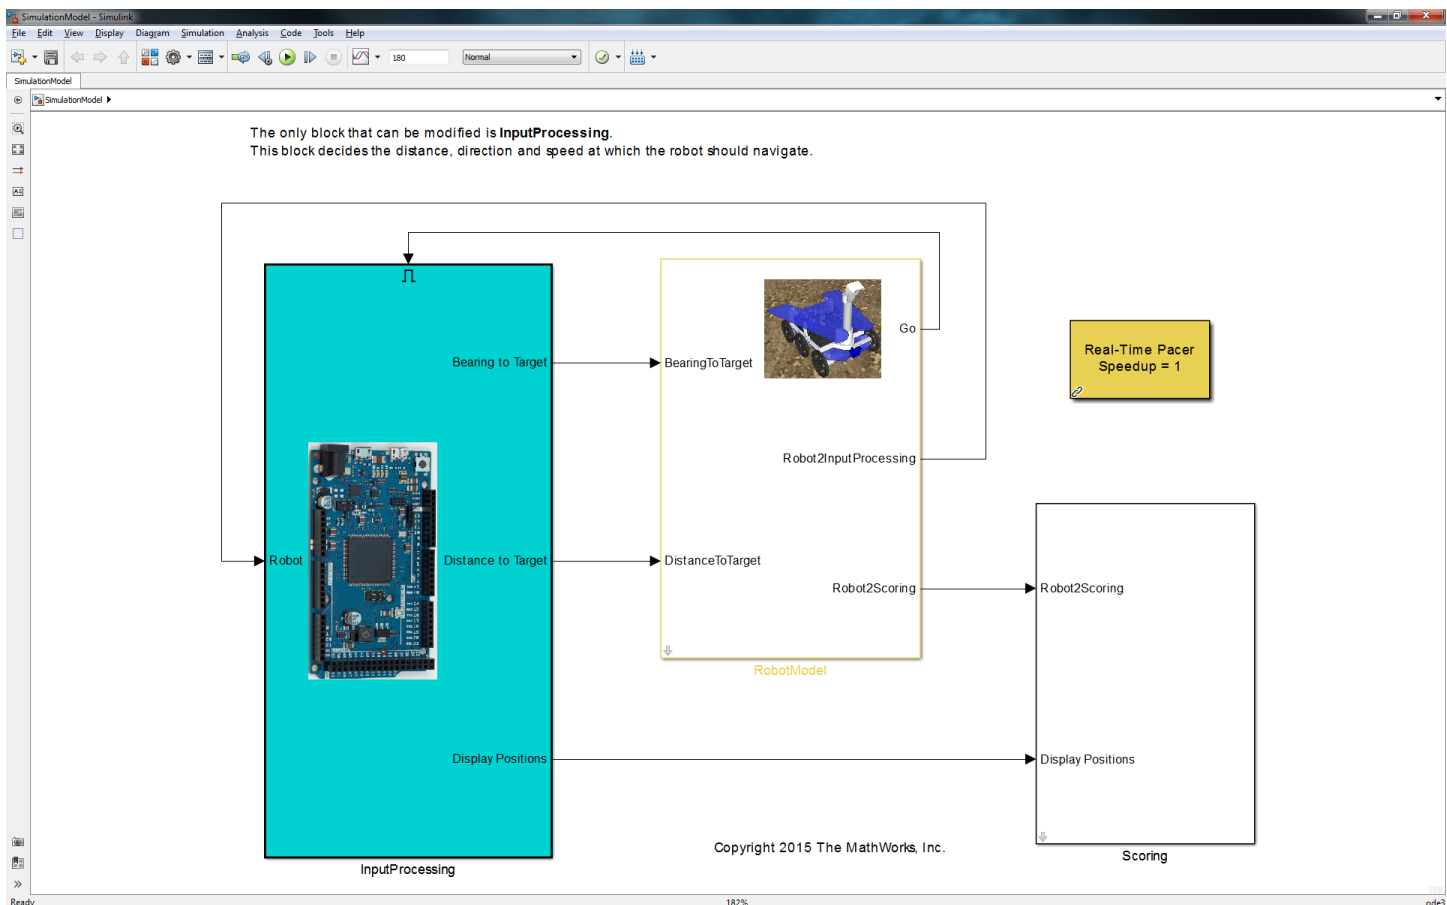 SimulationModel - Simulink
File Edit View Display Diagram Simulation Analysis Code Tools Help
180
Normal
SimulationModel
SimulationModel
The only block that can be modified is InputProcessing.
This block decides the distance, direction and speed at which the robot should navigate.
Go
Bearing to Target
BearingToTarget
Real-Time Pacer
Speedup = 1
Robot2InputProcessing
Robot
Distance to Target
DistanceToTarget
Robot2Scoring
Robot2Scoring
RobotModel
Display Positions
Display Positions
Copyright 2015 The MathWorks, Inc.
Scoring
InputProcessing
Ready
182%
ode3